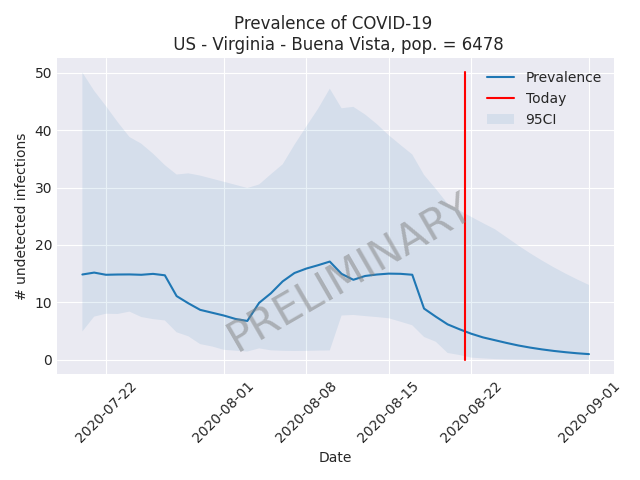 Prevalence of COVID-19
US - Virginia - Buena Vista, pop. = 6478
50
40
30
20
10
0
# undetected infections
Prevalence
Today
95CI
PRELIMINARY
2020-07-22
2020-08-01
2020-08-08
2020-08-15
2020-08-22
2020-09-01
Date